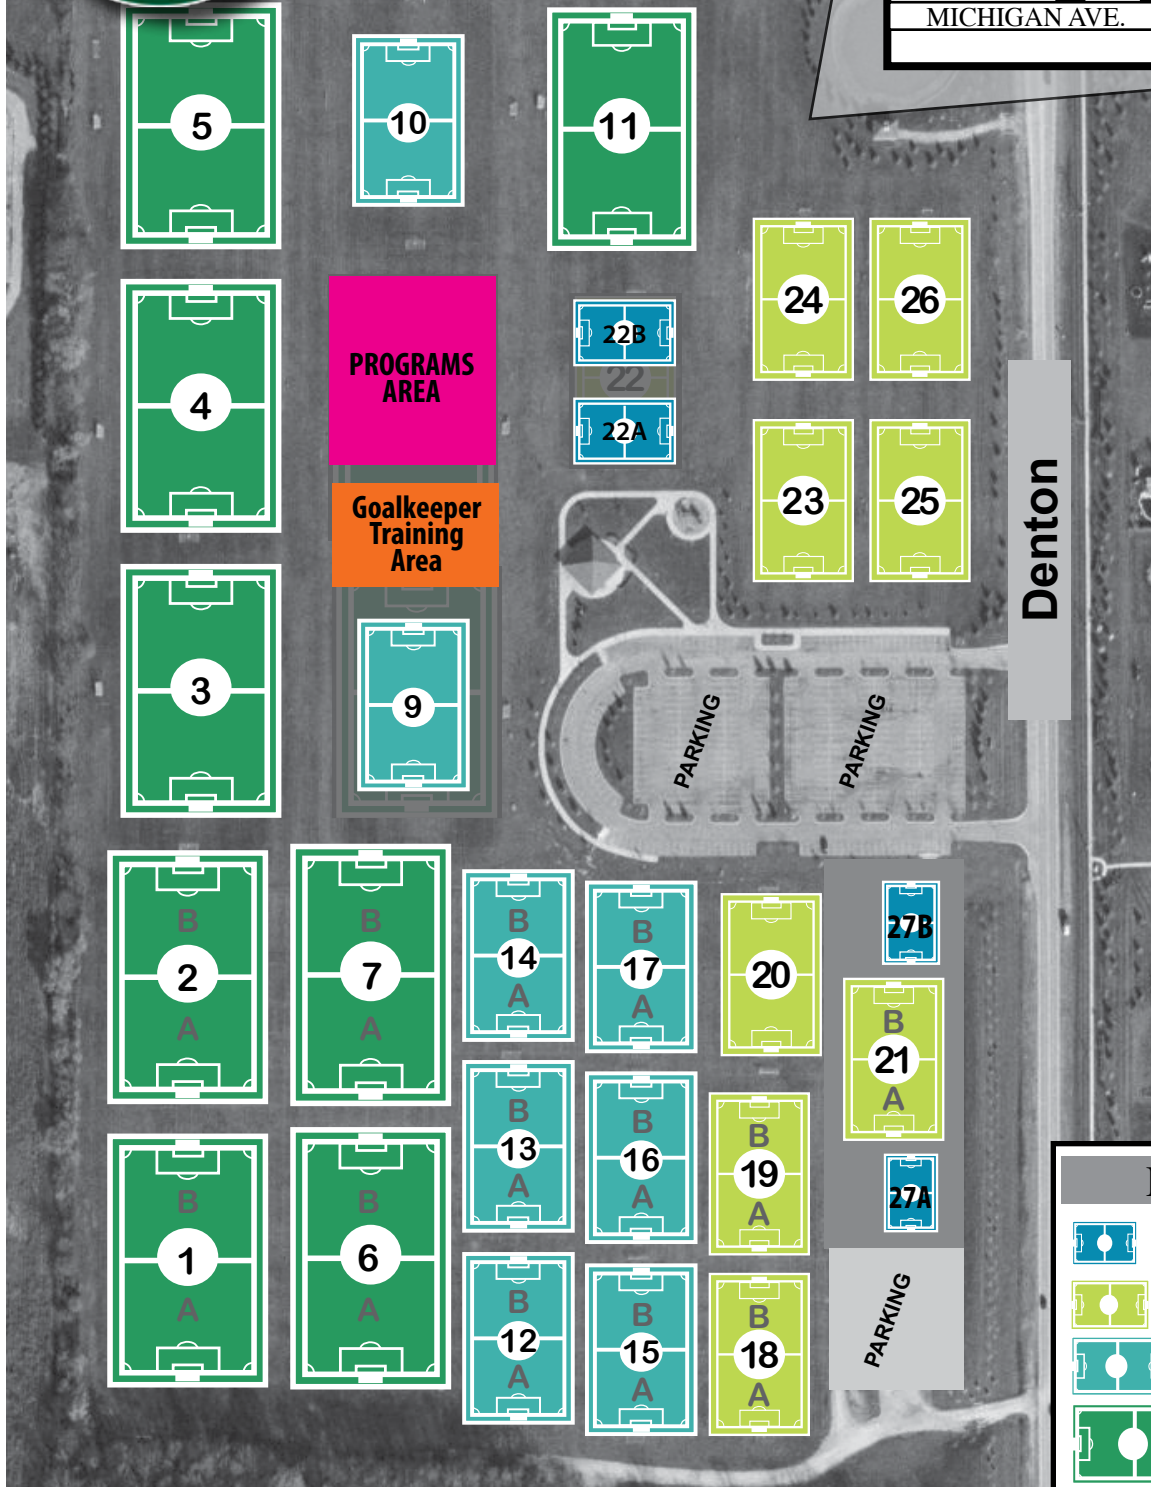 MICHIGAN AVE.
5
10
11
4
PROGRAMS
AREA
22B
22
22A
24
26
23
25
Goalkeeper
Training
Area
Denton
3
9
PARKING
PARKING
B
2
A
B
7
A
B
14
A
B
17
A
20
27B
B
21
A
27A
B
13
A
B
16
A
B
19
A
B
1
A
B
6
A
B
12
A
B
15
A
B
18
A
PARKING